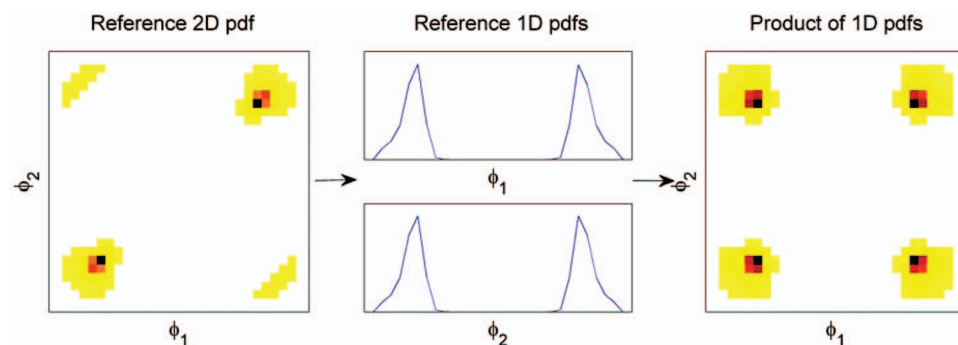 Reference 2D pdf
Reference 1D pdfs
Product of 1D pdfs
ϕ2
ϕ1
ϕ1
ϕ2
ϕ2
ϕ1